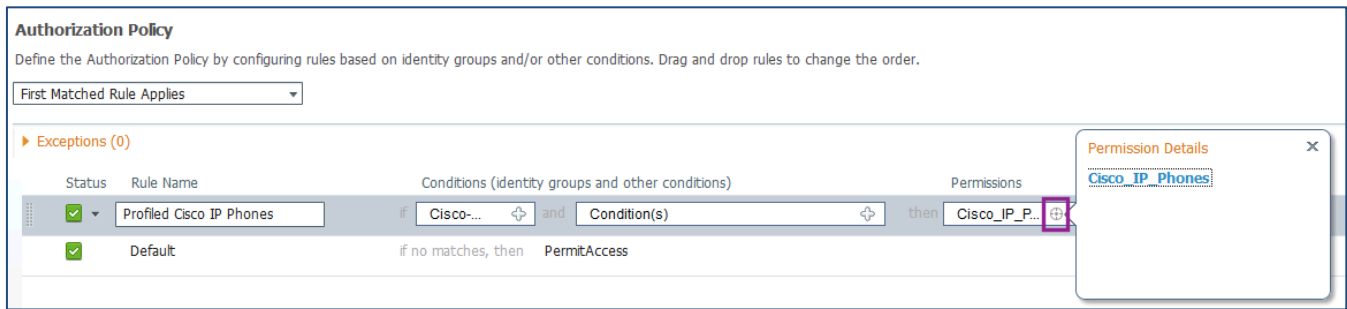 Authorization Policy
Define the Authorization Policy by configuring rules based on identity groups and/or other conditions. Drag and drop rules to change the order.
First Matched Rule Applies
Exceptions (0)
Permission Details
Cisco_IP_Phones
Status Rule Name Conditions (identity groups and other conditions) Permissions
Profiled Cisco IP Phones if Cisco-... and Condition(s) then Cisco_IP_P...
Default if no matches, then PermitAccess